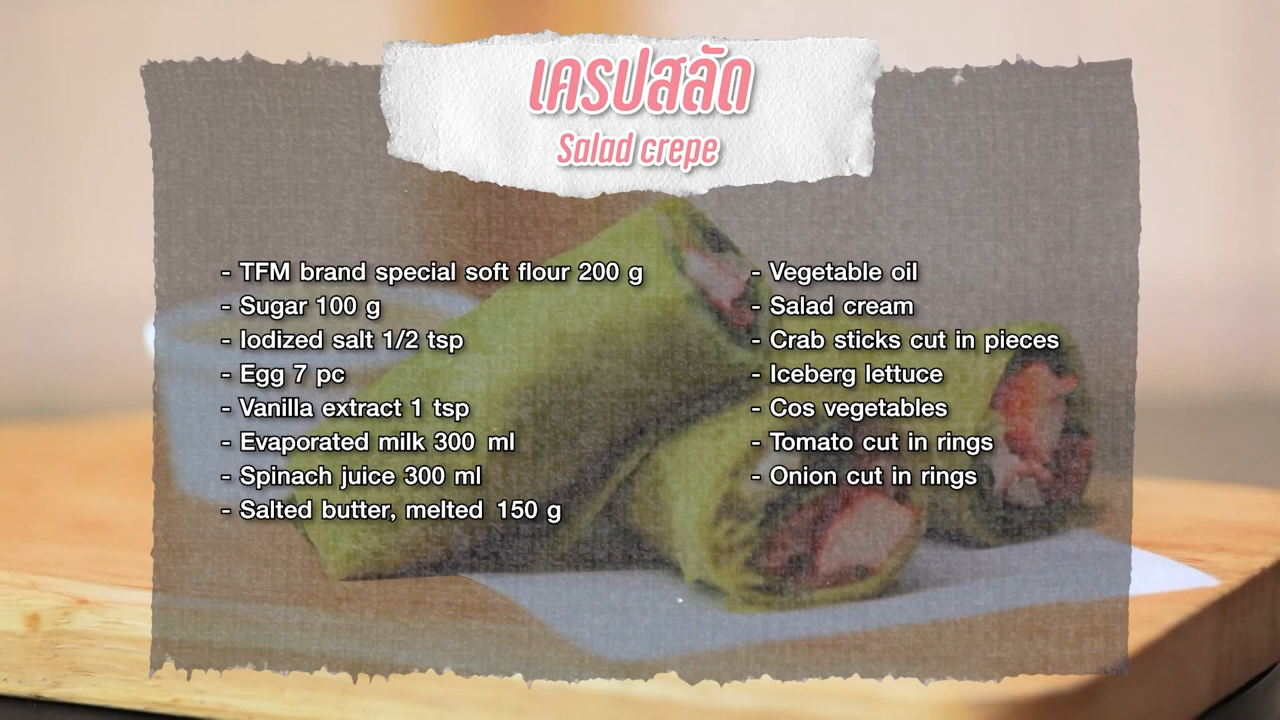 เครปสลัด
Salad crepe
- TFM brand special soft flour 200 g
- Sugar 100 g
- Iodized salt 1/2 tsp
- Egg 7 pc
- Vanilla extract 1 tsp
- Evaporated milk 300 ml
- Spinach juice 300 ml
- Salted butter, melted 150 g
- Vegetable oil
- Salad cream
- Crab sticks cut in pieces
- Iceberg lettuce
- Cos vegetables
- Tomato cut in rings
- Onion cut in rings